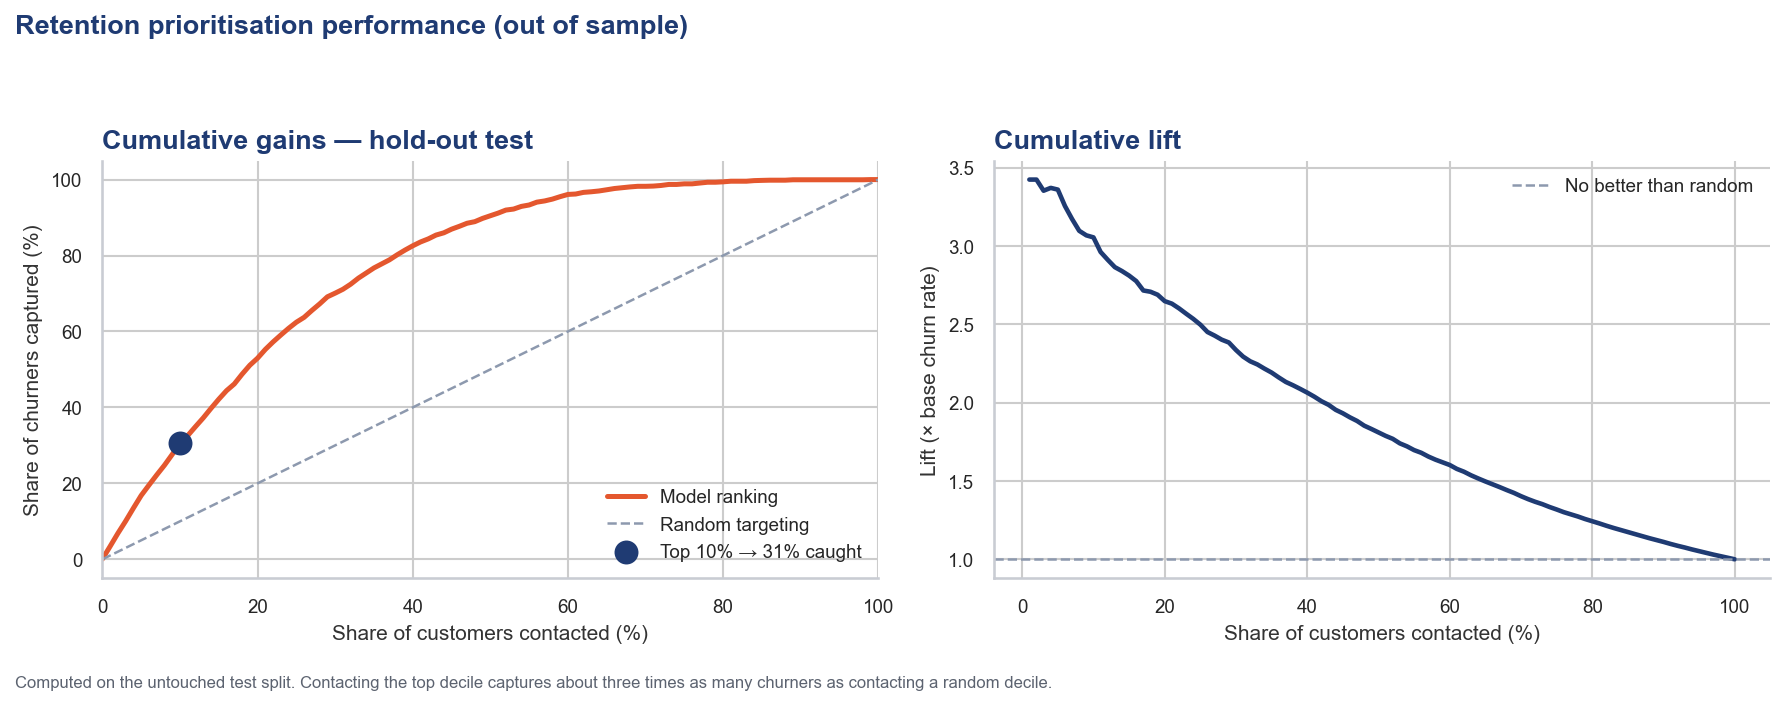 Retention prioritisation performance (out of sample)
Cumulative gains — hold-out test
Share of churners captured (%)
100
80
60
40
20
0
Model ranking
Random targeting
Top 10% → 31% caught
0 20 40 60 80 100
Share of customers contacted (%)
Cumulative lift
Lift (× base churn rate)
3.5
3.0
2.5
2.0
1.5
1.0
No better than random
0 20 40 60 80 100
Share of customers contacted (%)
Computed on the untouched test split. Contacting the top decile captures about three times as many churners as contacting a random decile.